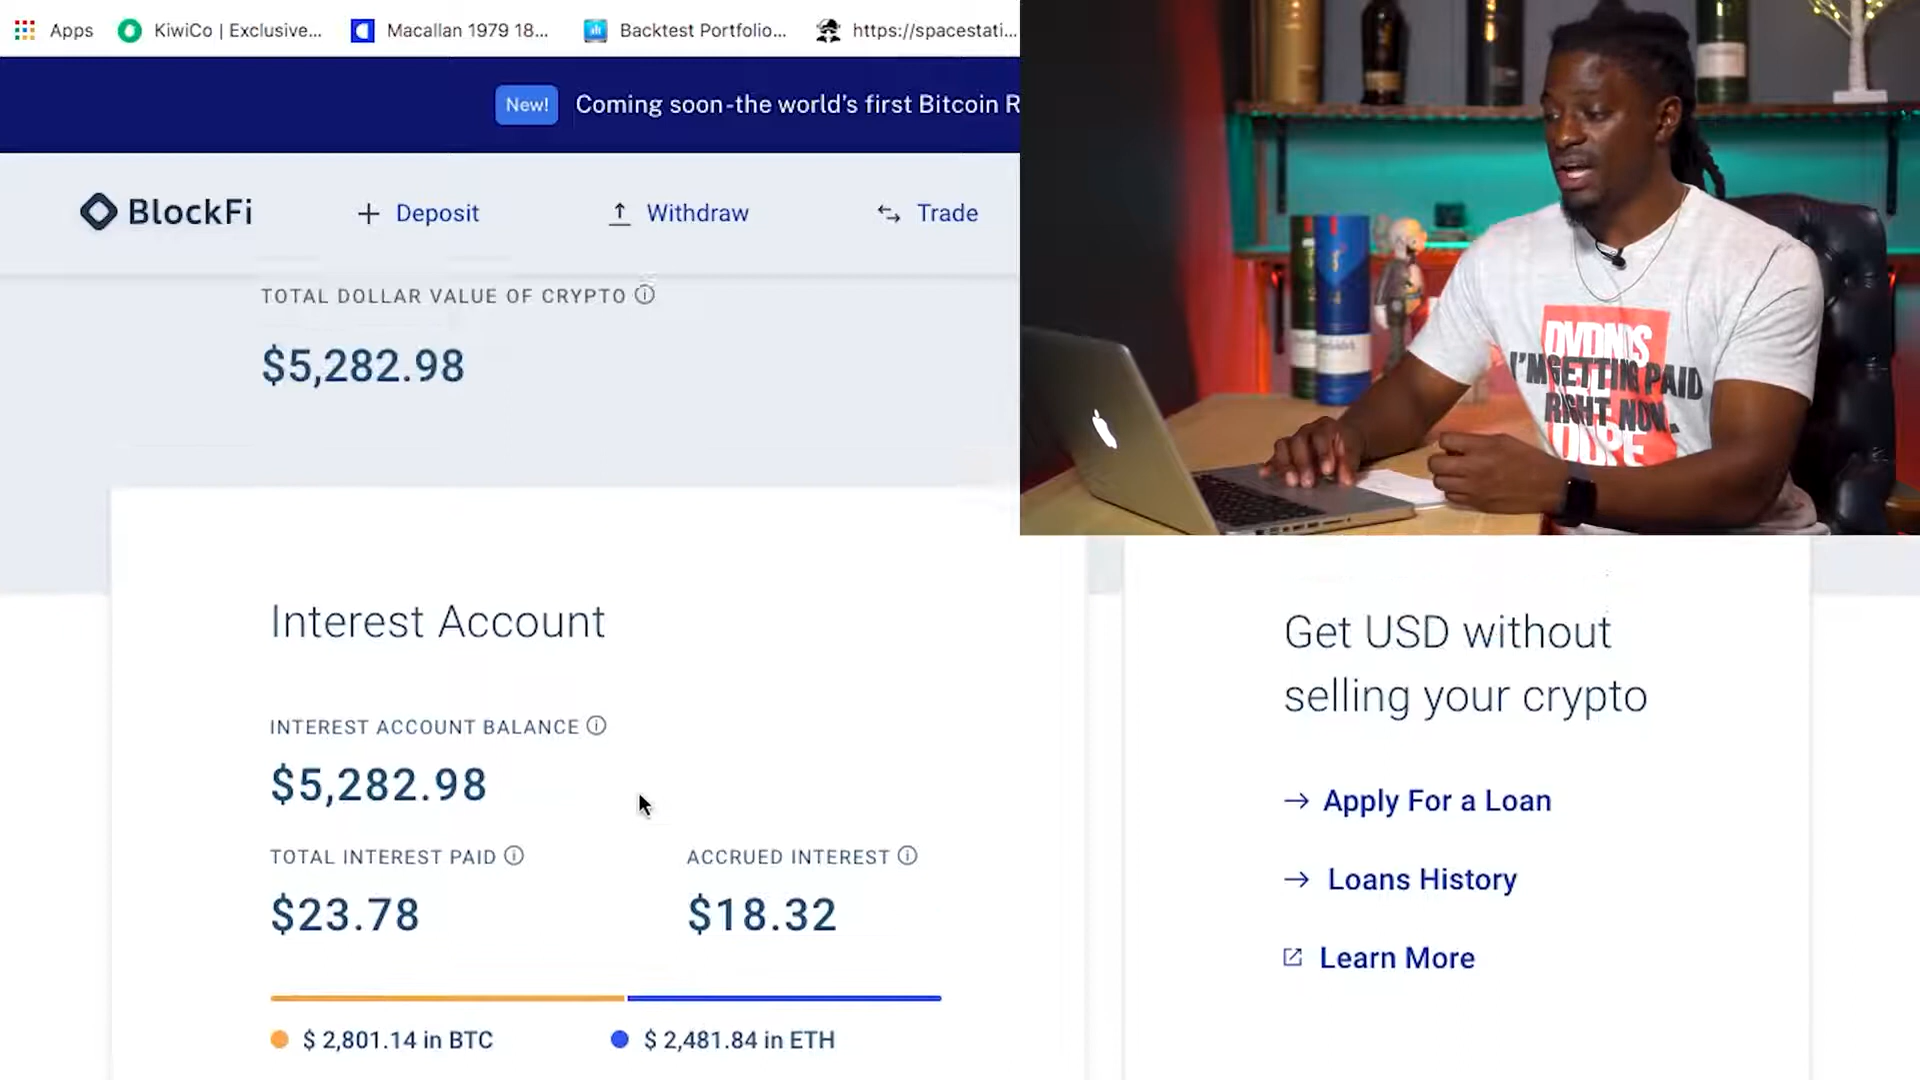 Apps
KiwiCo | Exclusive...
Macallan 1979 18...
Backtest Portfolio...
https://spacestati...
New!
Coming soon-the world's first Bitcoin R
BlockFi
+ Deposit
Withdraw
Trade
TOTAL DOLLAR VALUE OF CRYPTO
$5,282.98
DVDNDS
I'M GETTING PAID
RIGHT NOW.
DOPE
Interest Account
INTEREST ACCOUNT BALANCE
$5,282.98
TOTAL INTEREST PAID
$23.78
ACCRUED INTEREST
$18.32
$ 2,801.14 in BTC
$ 2,481.84 in ETH
Get USD without
selling your crypto
→ Apply For a Loan
→ Loans History
Learn More